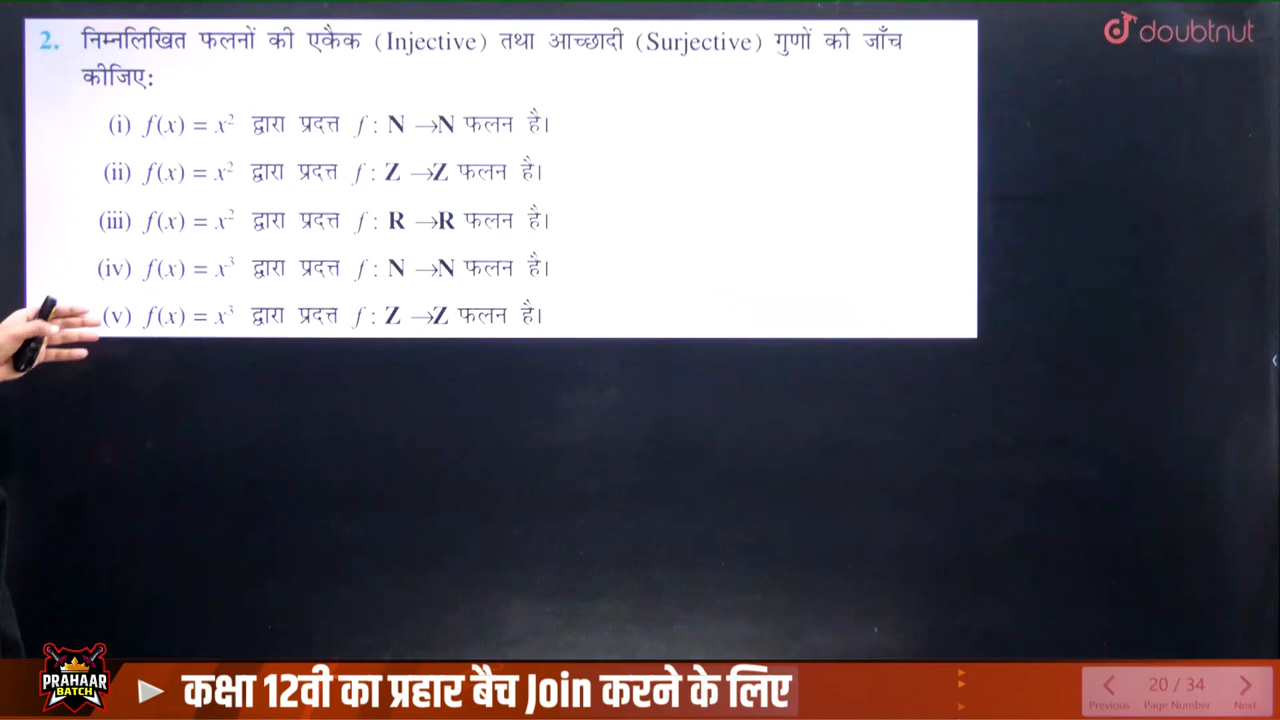 doubtnut
2. निम्नलिखित फलनों की एकैक (Injective) तथा आच्छादी (Surjective) गुणों की जाँच
कीजिए:
(i) f(x) = x² द्वारा प्रदत्त f : N →N फलन है।
(ii) f(x) = x² द्वारा प्रदत्त f : Z →Z फलन है।
(iii) f(x) = x² द्वारा प्रदत्त f : R →R फलन है।
(iv) f(x) = x³ द्वारा प्रदत्त f : N →N फलन है।
(v) f(x) = x³ द्वारा प्रदत्त f : Z →Z फलन है।
PRAHAAR
BATCH
कक्षा 12वी का प्रहार बैच Join करने के लिए
20 / 34
Previous Page Number Next